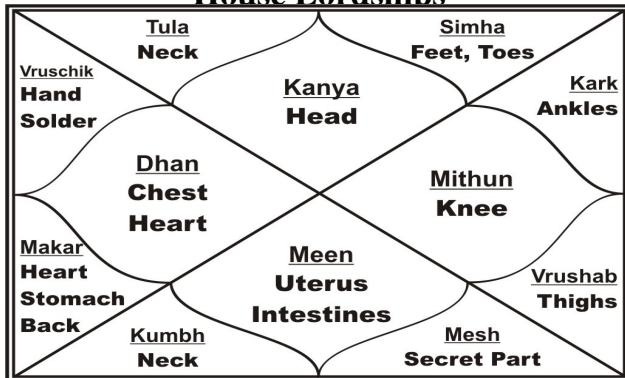 House Lordships
Tula
Neck
Simha
Feet, Toes
Vruschik
Hand
Solder
Kanya
Head
Kark
Ankles
Dhan
Chest
Heart
Mithun
Knee
Makar
Heart
Stomach
Back
Meen
Uterus
Intestines
Vrushab
Thighs
Kumbh
Neck
Mesh
Secret Part